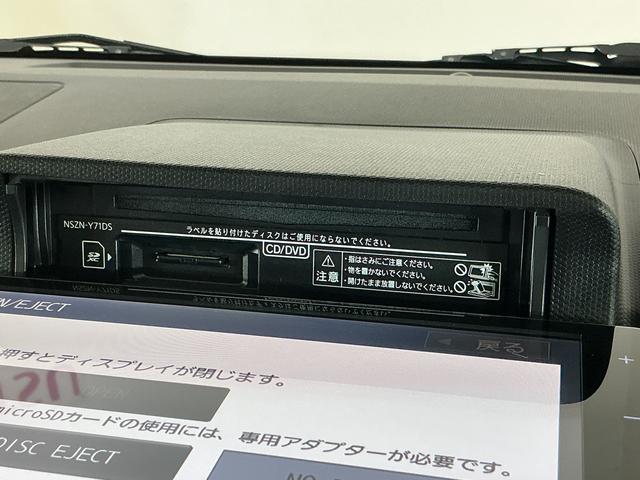 ラベルを貼り付けたディスクはご使用にならないでください。
NSZN-Y71DS
CD/DVD
注意
・指はさみにご注意ください。
・物を置かないでください。
・開けたまま放置しないでください。
N/EJECT
戻る
押すとディスプレイが閉じます。
OPEN
microSDカードの使用には、専用アダプターが必要です。
DISC EJECT